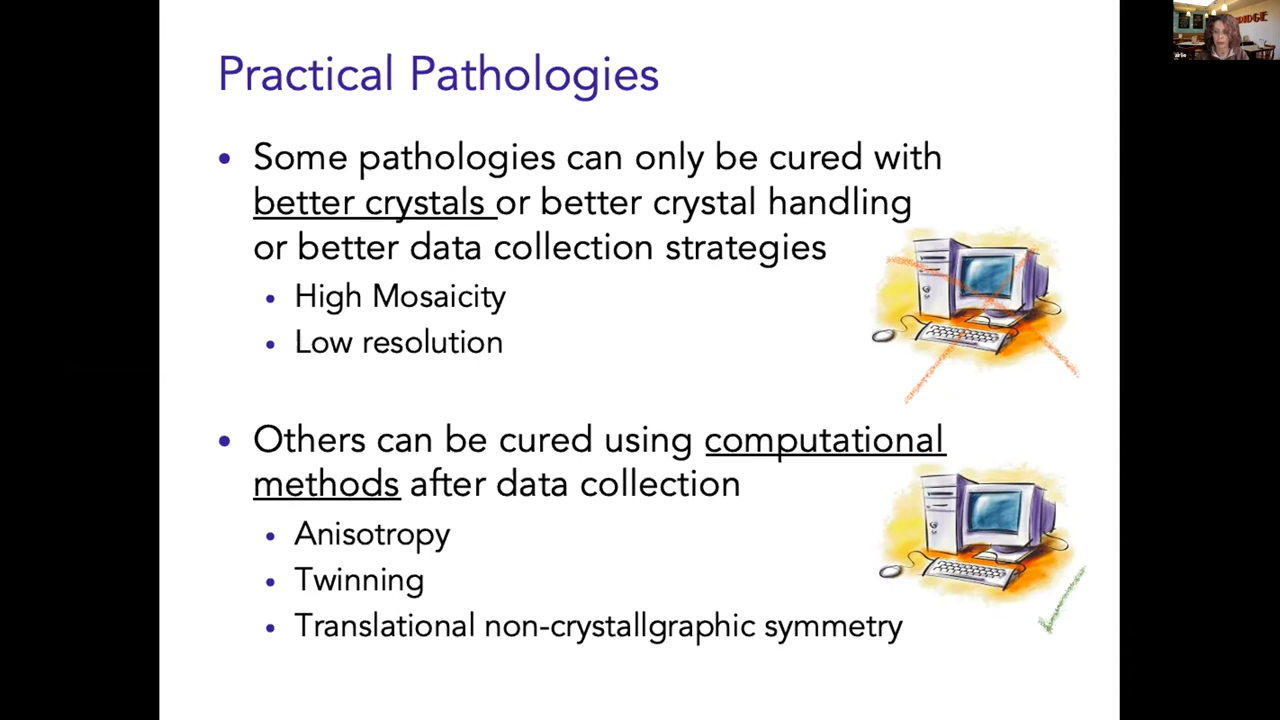 Practical Pathologies
• Some pathologies can only be cured with
better crystals or better crystal handling
or better data collection strategies
• High Mosaicity
• Low resolution
• Others can be cured using computational
methods after data collection
• Anisotropy
• Twinning
• Translational non-crystallgraphic symmetry